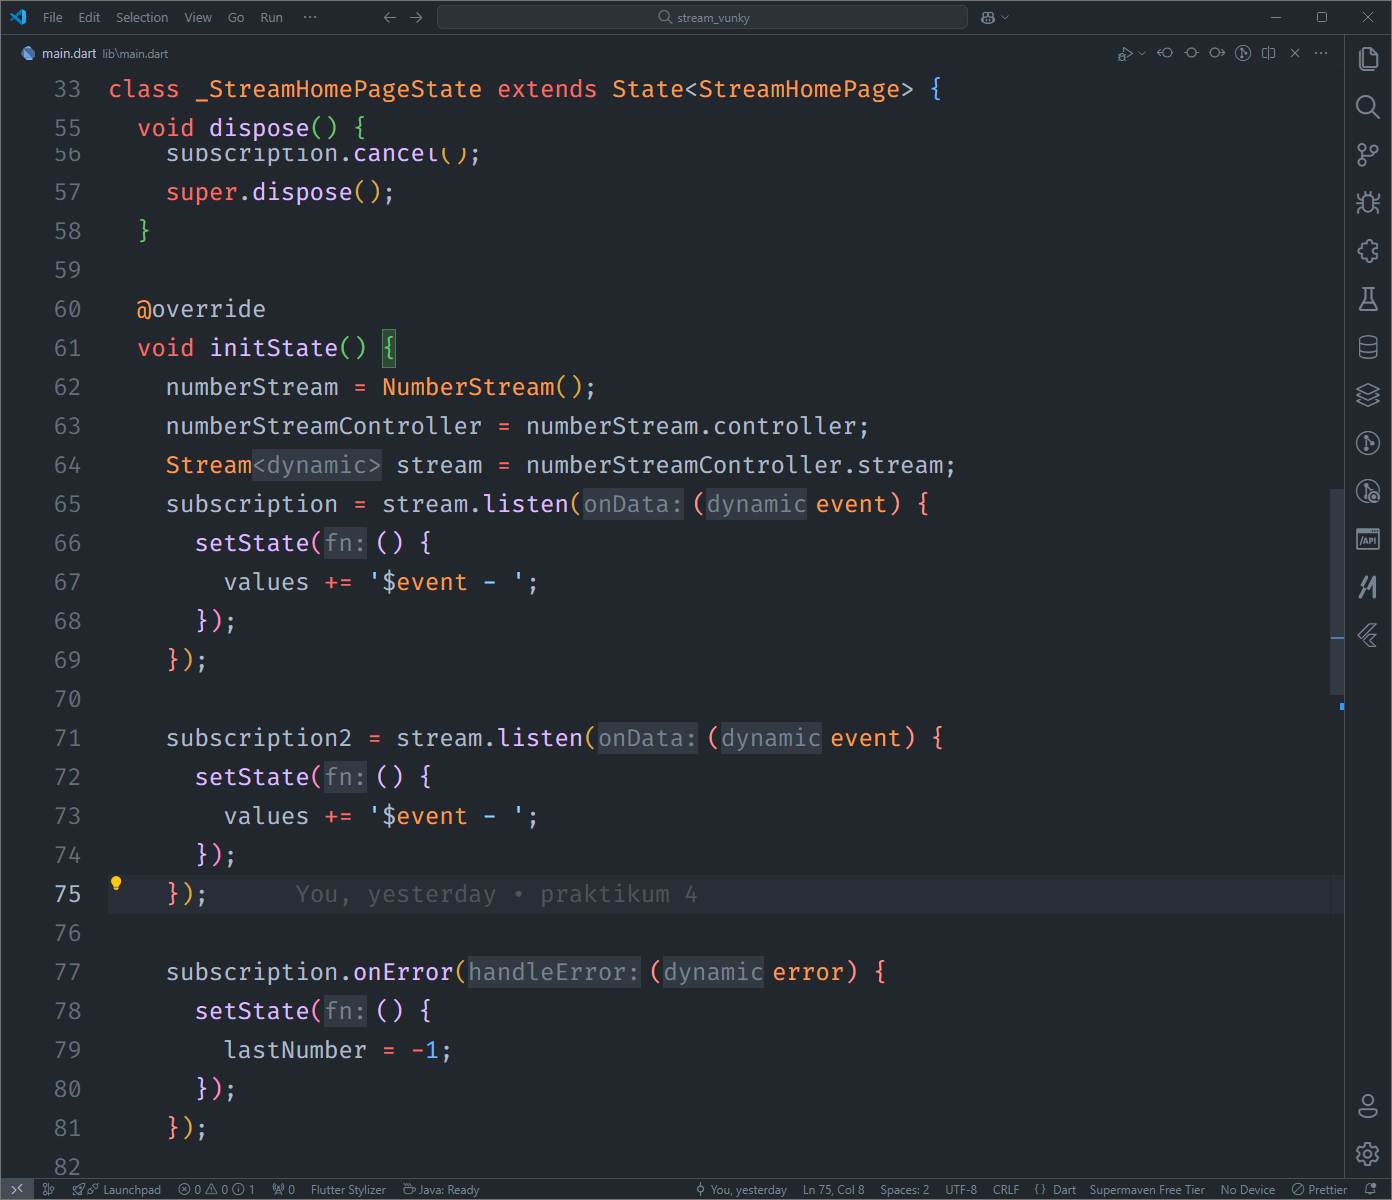 File Edit Selection View Go Run ··· stream_vunky
main.dart lib\main.dart
33 class _StreamHomePageState extends State<StreamHomePage> {
55 void dispose() {
56 subscription.cancel();
57 super.dispose();
58 }
59
60 @override
61 void initState() {
62 numberStream = NumberStream();
63 numberStreamController = numberStream.controller;
64 Stream<dynamic> stream = numberStreamController.stream;
65 subscription = stream.listen(onData: (dynamic event) {
66 setState(fn: () {
67 values += '$event - ';
68 });
69 });
70
71 subscription2 = stream.listen(onData: (dynamic event) {
72 setState(fn: () {
73 values += '$event - ';
74 });
75 }); You, yesterday • praktikum 4
76
77 subscription.onError(handleError: (dynamic error) {
78 setState(fn: () {
79 lastNumber = -1;
80 });
81 });
82
/API
Launchpad 0 0 1 0 Flutter Stylizer Java: Ready You, yesterday Ln 75, Col 8 Spaces: 2 UTF-8 CRLF {} Dart Supermaven Free Tier No Device Prettier